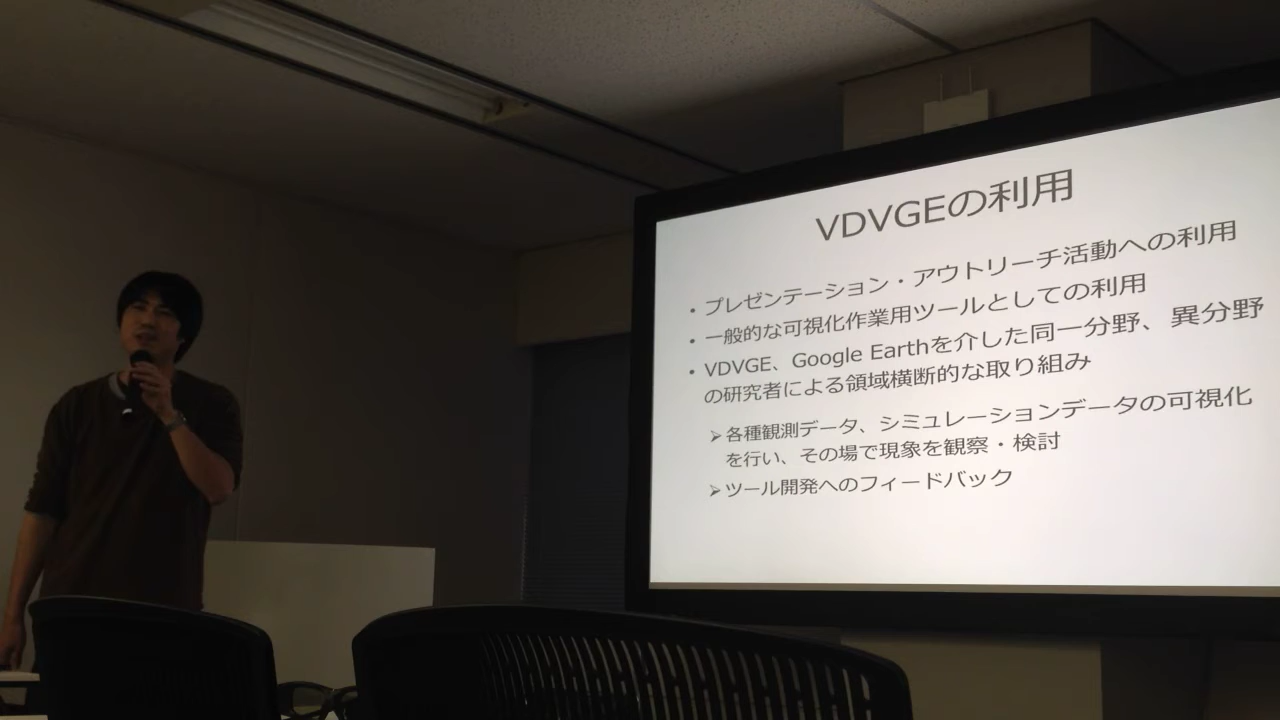 VDVGEの利用
• プレゼンテーション・アウトリーチ活動への利用
• 一般的な可視化作業用ツールとしての利用
• VDVGE、Google Earthを介した同一分野、異分野
の研究者による領域横断的な取り組み
➢ 各種観測データ、シミュレーションデータの可視化
を行い、その場で現象を観察・検討
➢ ツール開発へのフィードバック